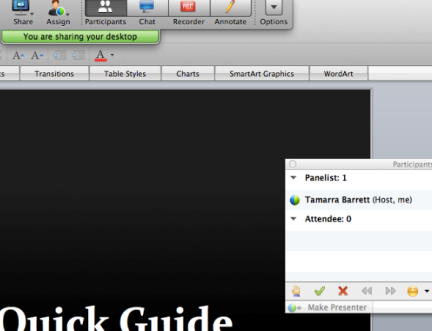 Share Assign Participants Chat Recorder Annotate Options
REC
You are sharing your desktop
A A A
Transitions Table Styles Charts SmartArt Graphics WordArt
Participants
Panelist: 1
Tamarra Barrett (Host, me)
Attendee: 0
Make Presenter
Quick Guide